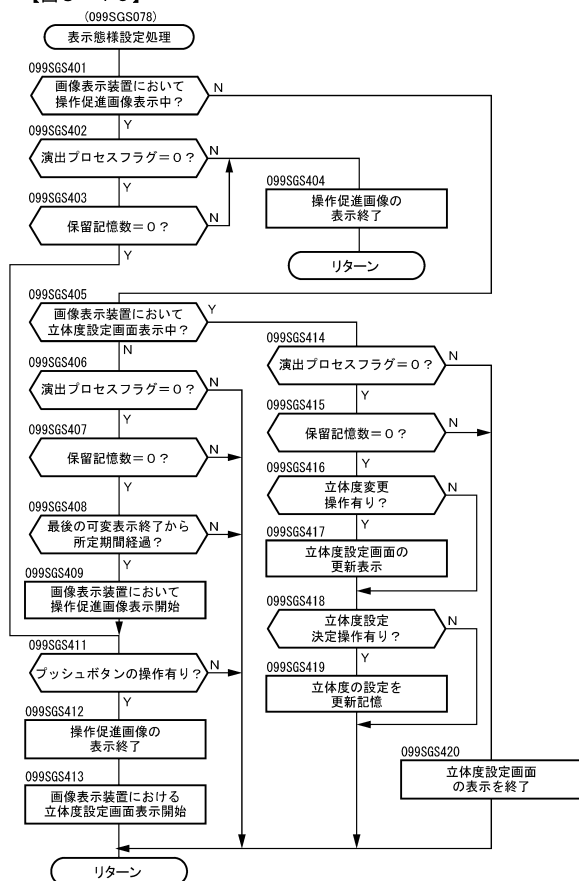 (099SGS078)
表示態様設定処理
099SGS401
画像表示装置において
操作促進画像表示中?
N
Y
099SGS402
演出プロセスフラグ=0?
N
Y
099SGS403
保留記憶数=0?
N
Y
099SGS404
操作促進画像の
表示終了
リターン
099SGS405
画像表示装置において
立体度設定画面表示中?
Y
N
099SGS406
演出プロセスフラグ=0?
N
Y
099SGS407
保留記憶数=0?
N
Y
099SGS408
最後の可変表示終了から
所定期間経過?
N
Y
099SGS409
画像表示装置において
操作促進画像表示開始
099SGS411
プッシュボタンの操作有り?
N
Y
099SGS412
操作促進画像の
表示終了
099SGS413
画像表示装置における
立体度設定画面表示開始
リターン
099SGS414
演出プロセスフラグ=0?
N
Y
099SGS415
保留記憶数=0?
N
Y
099SGS416
立体度変更
操作有り?
N
Y
099SGS417
立体度設定画面の
更新表示
099SGS418
立体度設定
決定操作有り?
N
Y
099SGS419
立体度の設定を
更新記憶
099SGS420
立体度設定画面
の表示を終了